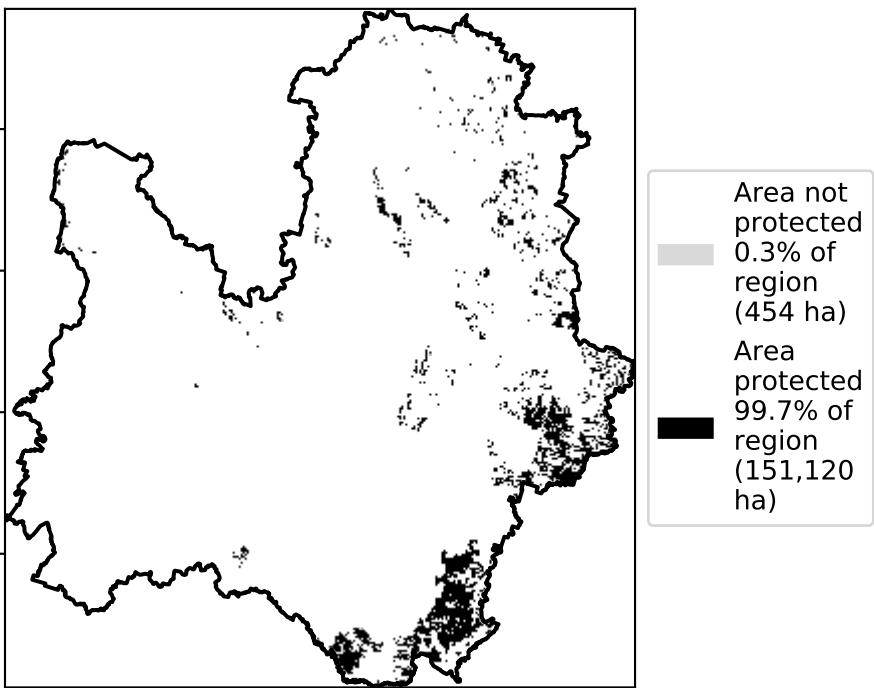 Area not
protected
0.3% of
region
(454 ha)
Area
protected
99.7% of
region
(151,120
ha)